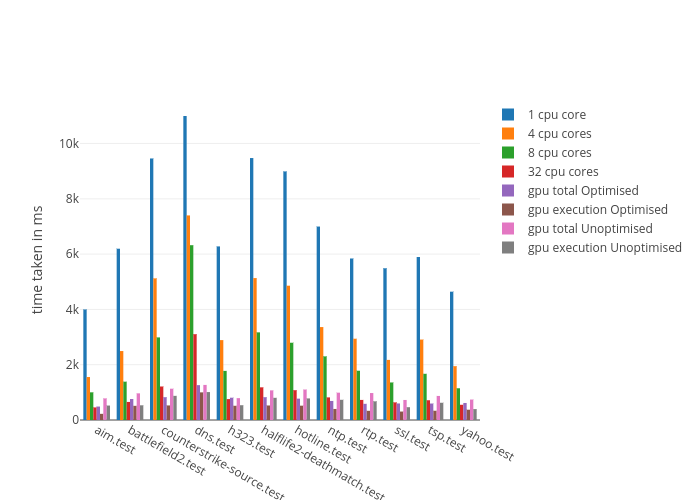 10k
8k
6k
4k
2k
0
time taken in ms
aim.test
battlefield2.test
counterstrike-source.test
dns.test
h323.test
halflife2-deathmatch.test
hotline.test
ntp.test
rtp.test
ssl.test
tsp.test
yahoo.test
1 cpu core
4 cpu cores
8 cpu cores
32 cpu cores
gpu total Optimised
gpu execution Optimised
gpu total Unoptimised
gpu execution Unoptimised